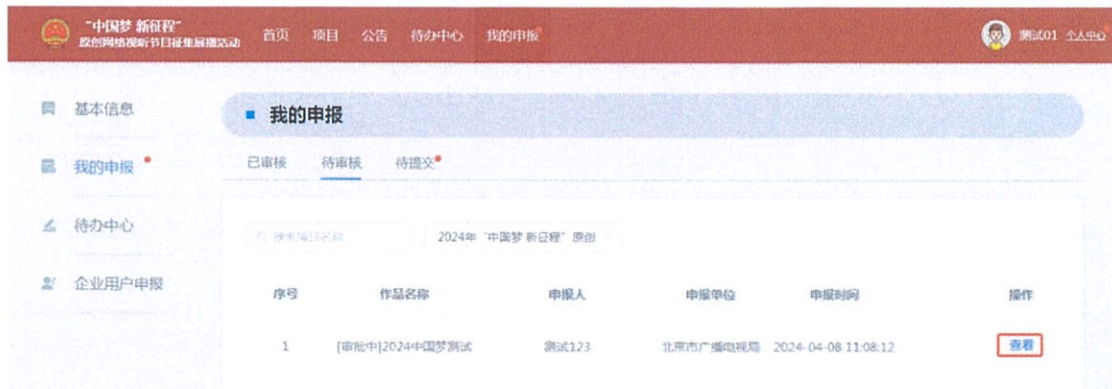 "中国梦 新征程"
原创网络视听节目征集展播活动
首页 项目 公告 待办中心 我的申报
测试01 个人中心
基本信息
我的申报
待办中心
企业用户申报
我的申报
已审核 待审核 待提交
搜索项目名称 2024年 "中国梦 新征程" 原创
序号 作品名称 申报人 申报单位 申报时间 操作
1 [审批中]2024中国梦测试 测试123 北京市广播电视局 2024-04-08 11:08:12 查看